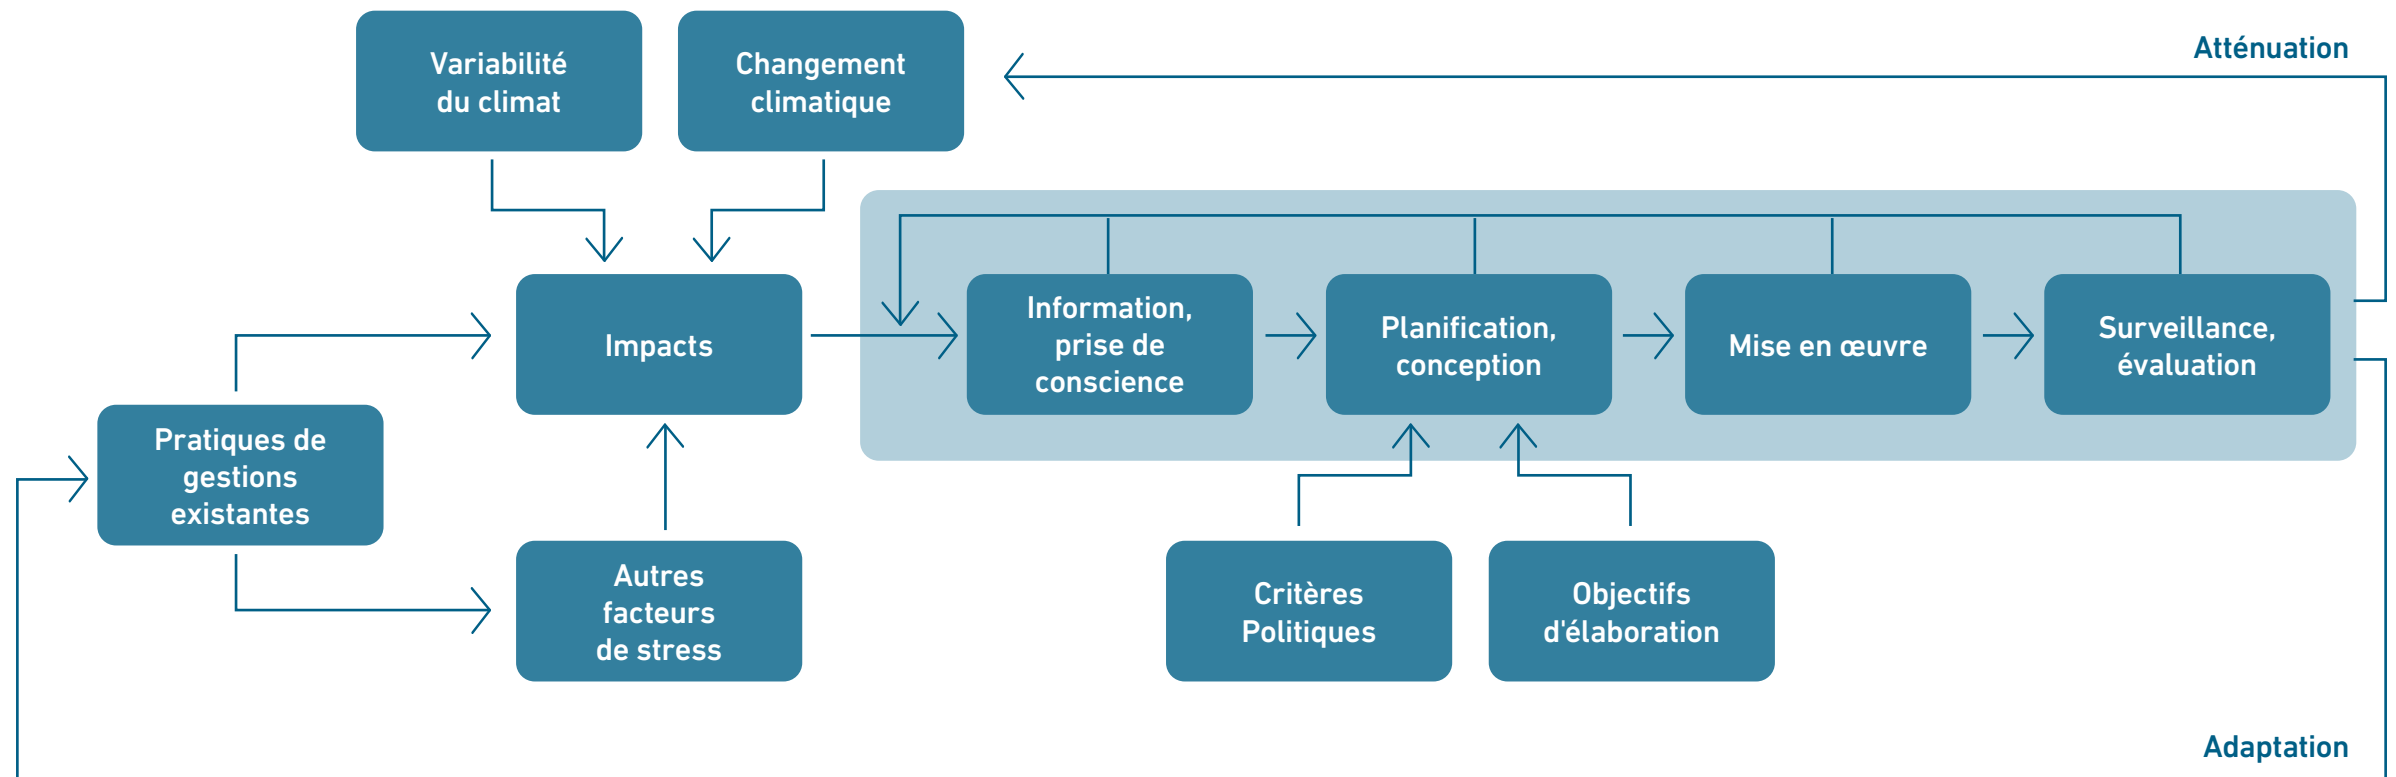 Variabilité
du climat
Changement
climatique
Atténuation
Information,
prise de
conscience
Planification,
conception
Mise en œuvre
Surveillance,
évaluation
Impacts
Pratiques de
gestions
existantes
Autres
facteurs
de stress
Critères
Politiques
Objectifs
d'élaboration
Adaptation